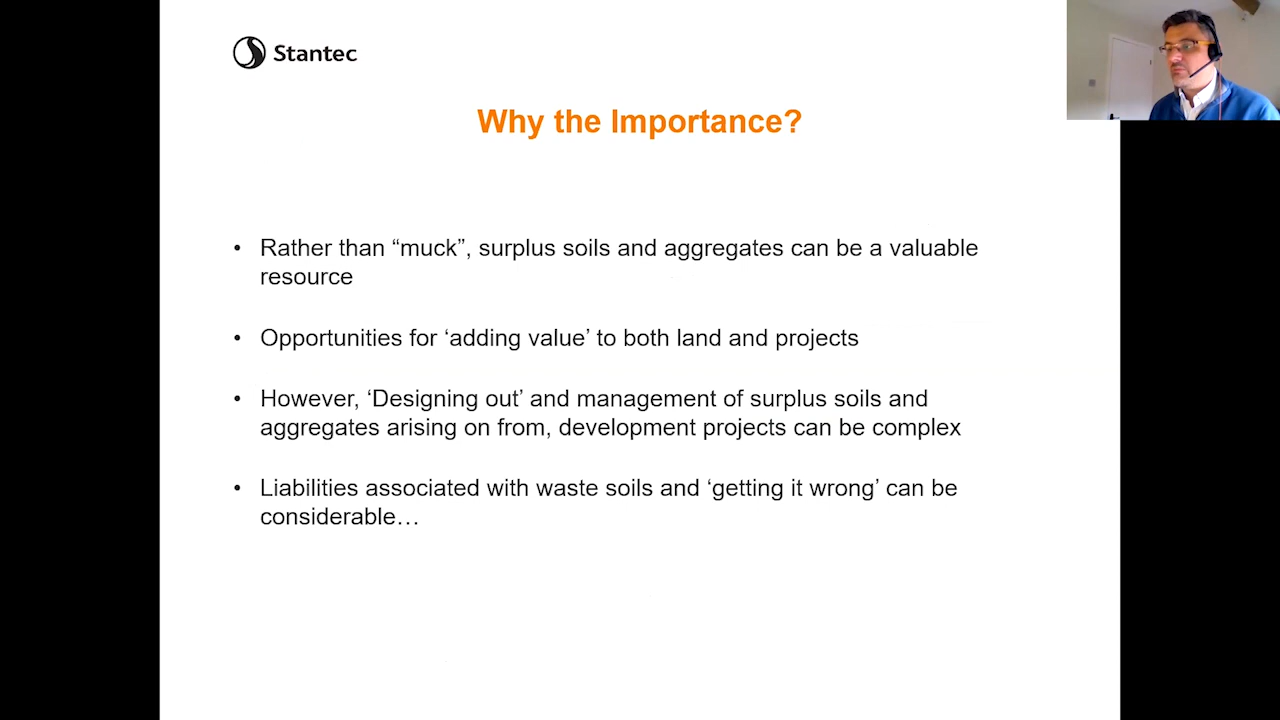 Stantec
Why the Importance?
• Rather than “muck”, surplus soils and aggregates can be a valuable
resource
• Opportunities for ‘adding value’ to both land and projects
• However, ‘Designing out’ and management of surplus soils and
aggregates arising on from, development projects can be complex
• Liabilities associated with waste soils and ‘getting it wrong’ can be
considerable…